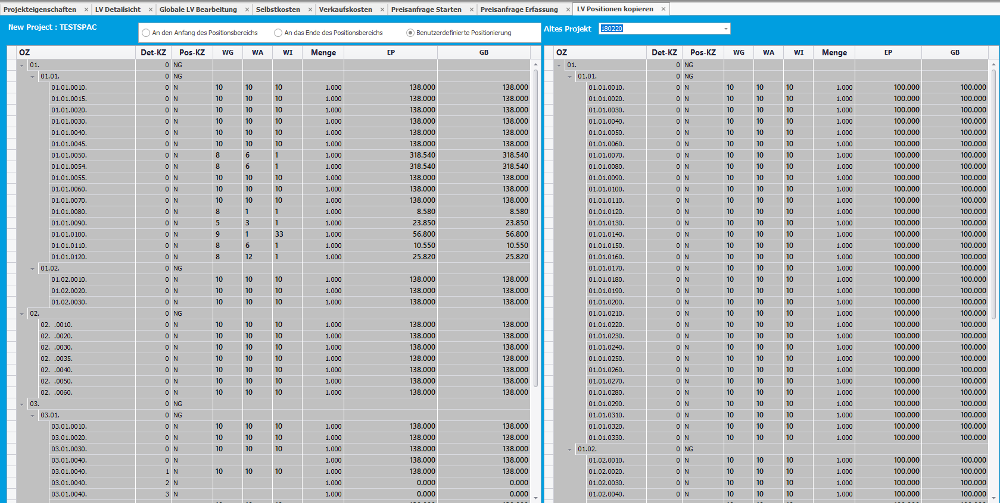 Projekteigenschaften × LV Detailsicht × Globale LV Bearbeitung × Selbstkosten × Verkaufskosten × Preisanfrage Starten × Preisanfrage Erfassung × LV Positionen kopieren ×
New Project : TESTSPAC An den Anfang des Positionsbereichs An das Ende des Positionsbereichs Benutzerdefinierte Positionierung Altes Projekt 180220
OZ Det-KZ Pos-KZ WG WA WI Menge EP GB OZ Det-KZ Pos-KZ WG WA WI Menge EP GB
01. 0 NG 01. 0 NG
01.01. 0 NG 01.01. 0 NG
01.01.0010. 0 N 10 10 10 1.000 138.000 138.000 01.01.0010. 0 N 10 10 10 1.000 100.000 100.000
01.01.0015. 0 N 10 10 10 1.000 138.000 138.000 01.01.0020. 0 N 10 10 10 1.000 100.000 100.000
01.01.0020. 0 N 10 10 10 1.000 138.000 138.000 01.01.0030. 0 N 10 10 10 1.000 100.000 100.000
01.01.0030. 0 N 10 10 10 1.000 138.000 138.000 01.01.0040. 0 N 10 10 10 1.000 100.000 100.000
01.01.0040. 0 N 10 10 10 1.000 138.000 138.000 01.01.0050. 0 N 10 10 10 1.000 100.000 100.000
01.01.0045. 0 N 10 10 10 1.000 138.000 138.000 01.01.0060. 0 N 10 10 10 1.000 100.000 100.000
01.01.0050. 0 N 8 6 1 1.000 318.540 318.540 01.01.0070. 0 N 10 10 10 1.000 100.000 100.000
01.01.0054. 0 N 8 6 1 1.000 318.540 318.540 01.01.0080. 0 N 10 10 10 1.000 100.000 100.000
01.01.0055. 0 N 10 10 10 1.000 138.000 138.000 01.01.0090. 0 N 10 10 10 1.000 100.000 100.000
01.01.0060. 0 N 10 10 10 1.000 138.000 138.000 01.01.0100. 0 N 10 10 10 1.000 100.000 100.000
01.01.0070. 0 N 10 10 10 1.000 138.000 138.000 01.01.0110. 0 N 10 10 10 1.000 100.000 100.000
01.01.0080. 0 N 8 1 1 1.000 8.580 8.580 01.01.0120. 0 N 10 10 10 1.000 100.000 100.000
01.01.0090. 0 N 5 3 1 1.000 23.850 23.850 01.01.0130. 0 N 10 10 10 1.000 100.000 100.000
01.01.0100. 0 N 9 1 33 1.000 56.800 56.800 01.01.0140. 0 N 10 10 10 1.000 100.000 100.000
01.01.0110. 0 N 8 6 1 1.000 10.550 10.550 01.01.0150. 0 N 10 10 10 1.000 100.000 100.000
01.01.0120. 0 N 8 12 1 1.000 25.820 25.820 01.01.0160. 0 N 10 10 10 1.000 100.000 100.000
01.02. 0 NG 01.01.0170. 0 N 10 10 10 1.000 100.000 100.000
01.02.0010. 0 N 10 10 10 1.000 138.000 138.000 01.01.0180. 0 N 10 10 10 1.000 100.000 100.000
01.02.0020. 0 N 10 10 10 1.000 138.000 138.000 01.01.0190. 0 N 10 10 10 1.000 100.000 100.000
01.02.0030. 0 N 10 10 10 1.000 138.000 138.000 01.01.0200. 0 N 10 10 10 1.000 100.000 100.000
02. 0 NG 01.01.0210. 0 N 10 10 10 1.000 100.000 100.000
02. .0010. 0 N 10 10 10 1.000 138.000 138.000 01.01.0220. 0 N 10 10 10 1.000 100.000 100.000
02. .0020. 0 N 10 10 10 1.000 138.000 138.000 01.01.0230. 0 N 10 10 10 1.000 100.000 100.000
02. .0030. 0 N 10 10 10 1.000 138.000 138.000 01.01.0240. 0 N 10 10 10 1.000 100.000 100.000
02. .0035. 0 N 10 10 10 1.000 138.000 138.000 01.01.0250. 0 N 10 10 10 1.000 100.000 100.000
02. .0040. 0 N 10 10 10 1.000 138.000 138.000 01.01.0260. 0 N 10 10 10 1.000 100.000 100.000
02. .0050. 0 N 10 10 10 1.000 138.000 138.000 01.01.0270. 0 N 10 10 10 1.000 100.000 100.000
02. .0060. 0 N 10 10 10 1.000 138.000 138.000 01.01.0280. 0 N 10 10 10 1.000 100.000 100.000
03. 0 NG 01.01.0290. 0 N 10 10 10 1.000 100.000 100.000
03.01. 0 NG 01.01.0310. 0 N 10 10 10 1.000 100.000 100.000
03.01.0010. 0 N 10 10 10 1.000 138.000 138.000 01.01.0320. 0 N 10 10 10 1.000 100.000 100.000
03.01.0020. 0 N 10 10 10 1.000 138.000 138.000 01.01.0330. 0 N 10 10 10 1.000 100.000 100.000
03.01.0030. 0 N 10 10 10 1.000 138.000 138.000 01.02. 0 NG
03.01.0040. 0 N 1.000 138.000 138.000 01.02.0010. 0 N 10 10 10 1.000 100.000 100.000
03.01.0040. 1 N 10 10 10 1.000 138.000 138.000 01.02.0020. 0 N 10 10 10 1.000 100.000 100.000
03.01.0040. 2 N 1.000 0.000 0.000 01.02.0030. 0 N 10 10 10 1.000 100.000 100.000
03.01.0040. 3 N 1.000 0.000 0.000 01.02.0040. 0 N 10 10 10 1.000 100.000 100.000